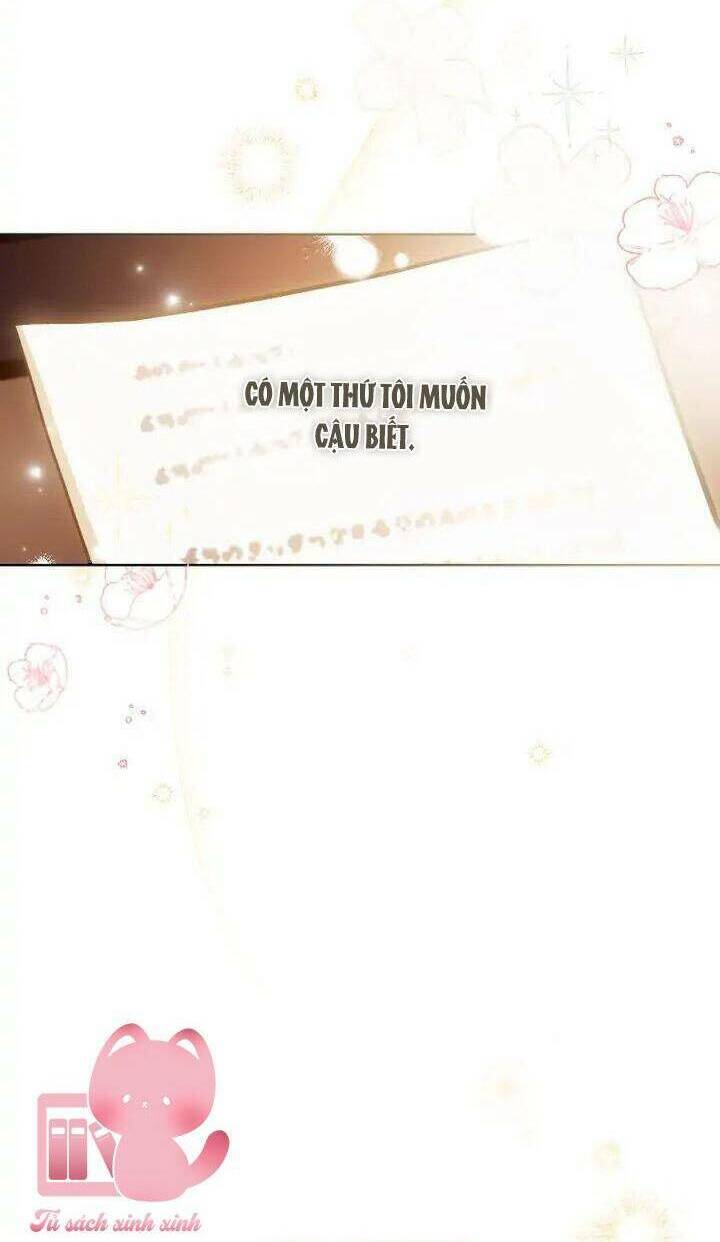 CÓ MỘT THỨ TÔI MUỐN
CẬU BIẾT.
Tủ sách xinh xinh